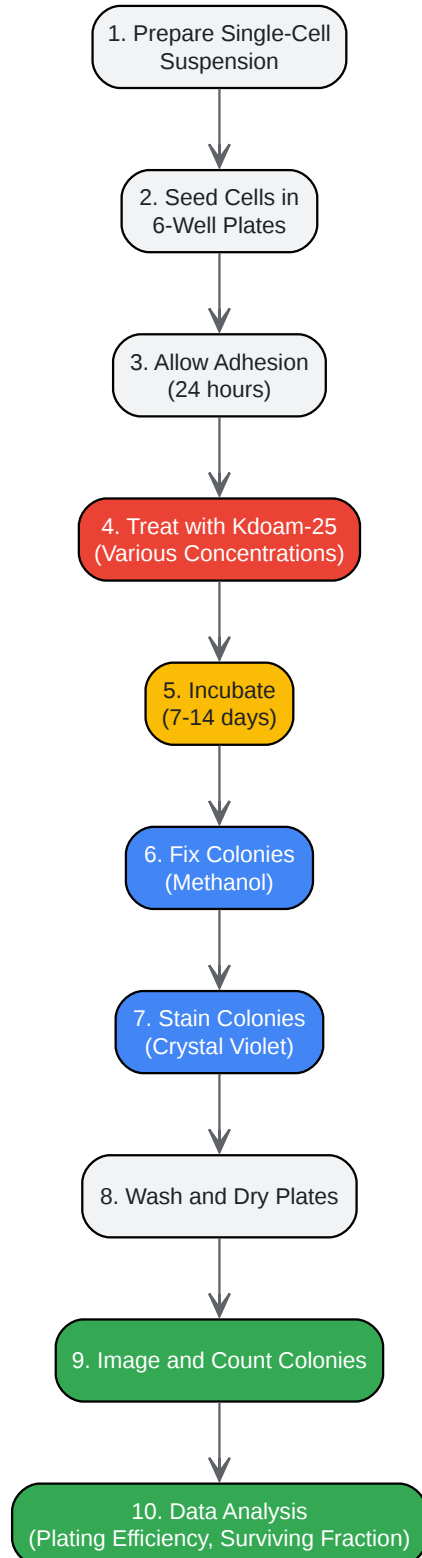 1. Prepare Single-Cell
Suspension
2. Seed Cells in
6-Well Plates
3. Allow Adhesion
(24 hours)
4. Treat with Kdoam-25
(Various Concentrations)
5. Incubate
(7-14 days)
6. Fix Colonies
(Methanol)
7. Stain Colonies
(Crystal Violet)
8. Wash and Dry Plates
9. Image and Count Colonies
10. Data Analysis
(Plating Efficiency, Surviving Fraction)